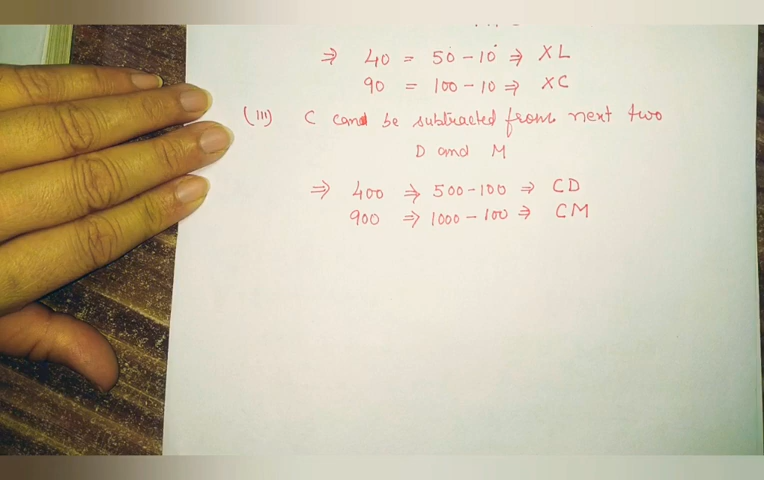 ⇒ 40 = 50 - 10 ⇒ XL
90 = 100 - 10 ⇒ XC
(III) C can be subtracted from next two
D and M
⇒ 400 ⇒ 500 - 100 ⇒ CD
900 ⇒ 1000 - 100 ⇒ CM